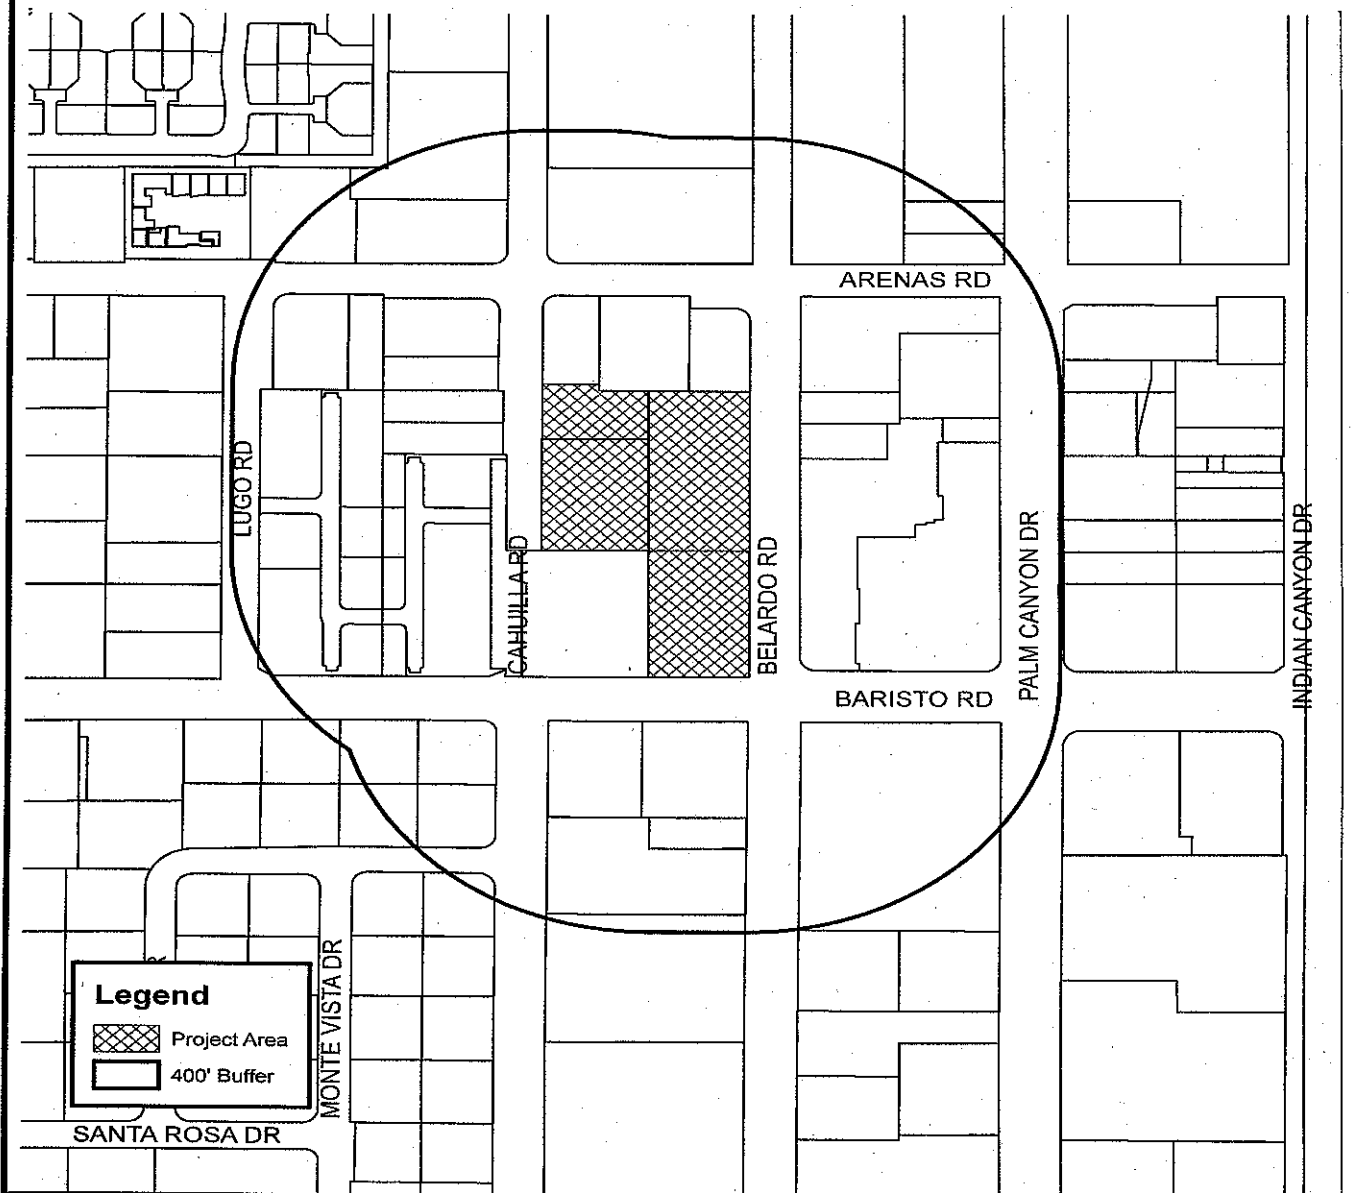 ARENAS RD
LUGO RD
CAHUILLA RD
BELARDO RD
PALM CANYON DR
INDIAN CANYON DR
BARISTO RD
MONTE VISTA DR
Legend
Project Area
400' Buffer
SANTA ROSA DR